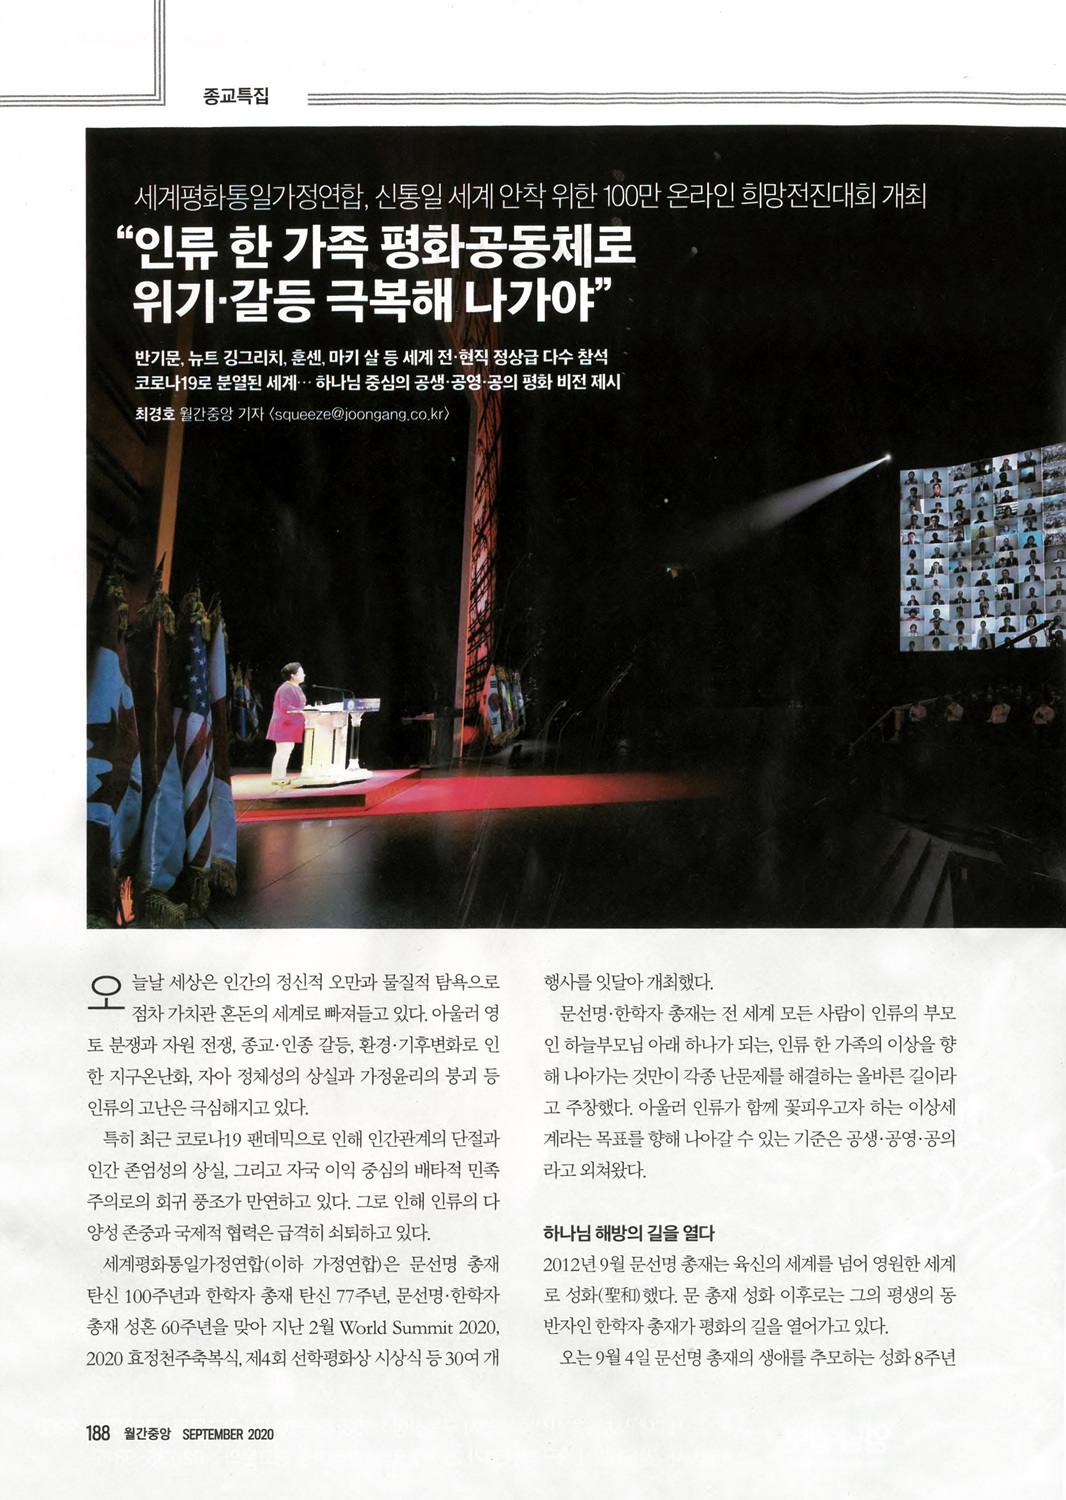 종교특집
세계평화통일가정연합, 신통일 세계 안착 위한 100만 온라인 희망전진대회 개최
“인류 한 가족 평화공동체로
위기·갈등 극복해 나가야”
반기문, 뉴트 깅그리치, 훈센, 마키 살 등 세계 전·현직 정상급 다수 참석
코로나19로 분열된 세계… 하나님 중심의 공생·공영·공의 평화 비전 제시
최경호 월간중앙 기자 〈squeeze@joongang.co.kr〉
오늘날 세상은 인간의 정신적 오만과 물질적 탐욕으로
점차 가치관 혼돈의 세계로 빠져들고 있다. 아울러 영
토 분쟁과 자원 전쟁, 종교·인종 갈등, 환경·기후변화로 인
한 지구온난화, 자아 정체성의 상실과 가정윤리의 붕괴 등
인류의 고난은 극심해지고 있다.
특히 최근 코로나19 팬데믹으로 인해 인간관계의 단절과
인간 존엄성의 상실, 그리고 자국 이익 중심의 배타적 민족
주의로의 회귀 풍조가 만연하고 있다. 그로 인해 인류의 다
양성 존중과 국제적 협력은 급격히 쇠퇴하고 있다.
세계평화통일가정연합(이하 가정연합)은 문선명 총재
탄신 100주년과 한학자 총재 탄신 77주년, 문선명·한학자
총재 성혼 60주년을 맞아 지난 2월 World Summit 2020,
2020 효정천주축복식, 제4회 선학평화상 시상식 등 30여 개
행사를 잇달아 개최했다.
문선명·한학자 총재는 전 세계 모든 사람이 인류의 부모
인 하늘부모님 아래 하나가 되는, 인류 한 가족의 이상을 향
해 나아가는 것만이 각종 난문제를 해결하는 올바른 길이라
고 주창했다. 아울러 인류가 함께 꽃피우고자 하는 이상세
계라는 목표를 향해 나아갈 수 있는 기준은 공생·공영·공의
라고 외쳐왔다.
하나님 해방의 길을 열다
2012년 9월 문선명 총재는 육신의 세계를 넘어 영원한 세계
로 성화(聖和)했다. 문 총재 성화 이후로는 그의 평생의 동
반자인 한학자 총재가 평화의 길을 열어가고 있다.
오는 9월 4일 문선명 총재의 생애를 추모하는 성화 8주년
188 월간중앙 SEPTEMBER 2020